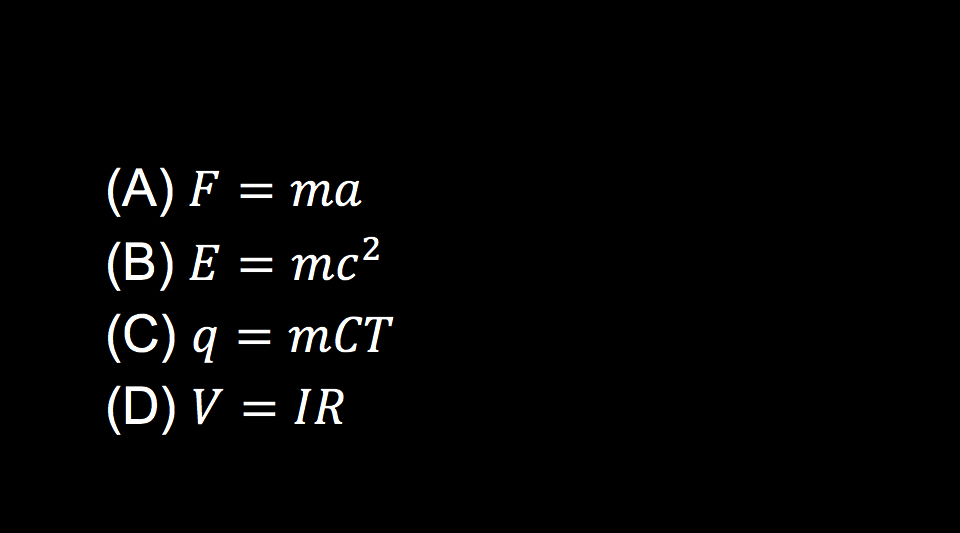 (A) F = ma
(B) E = mc²
(C) q = mCT
(D) V = IR